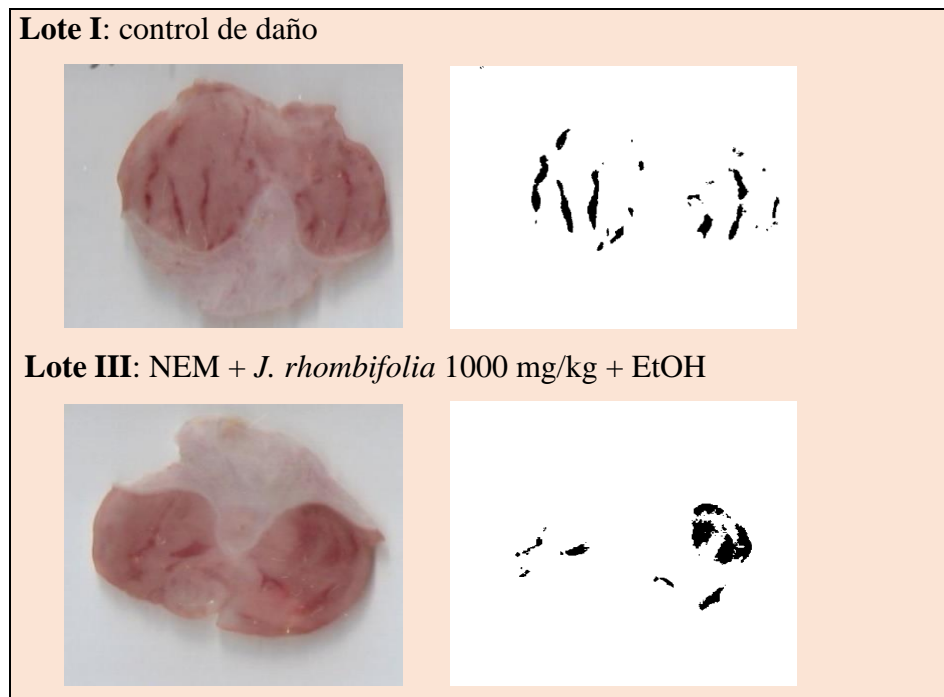 Lote I: control de daño
Lote III: NEM + J. rhombifolia 1000 mg/kg + EtOH